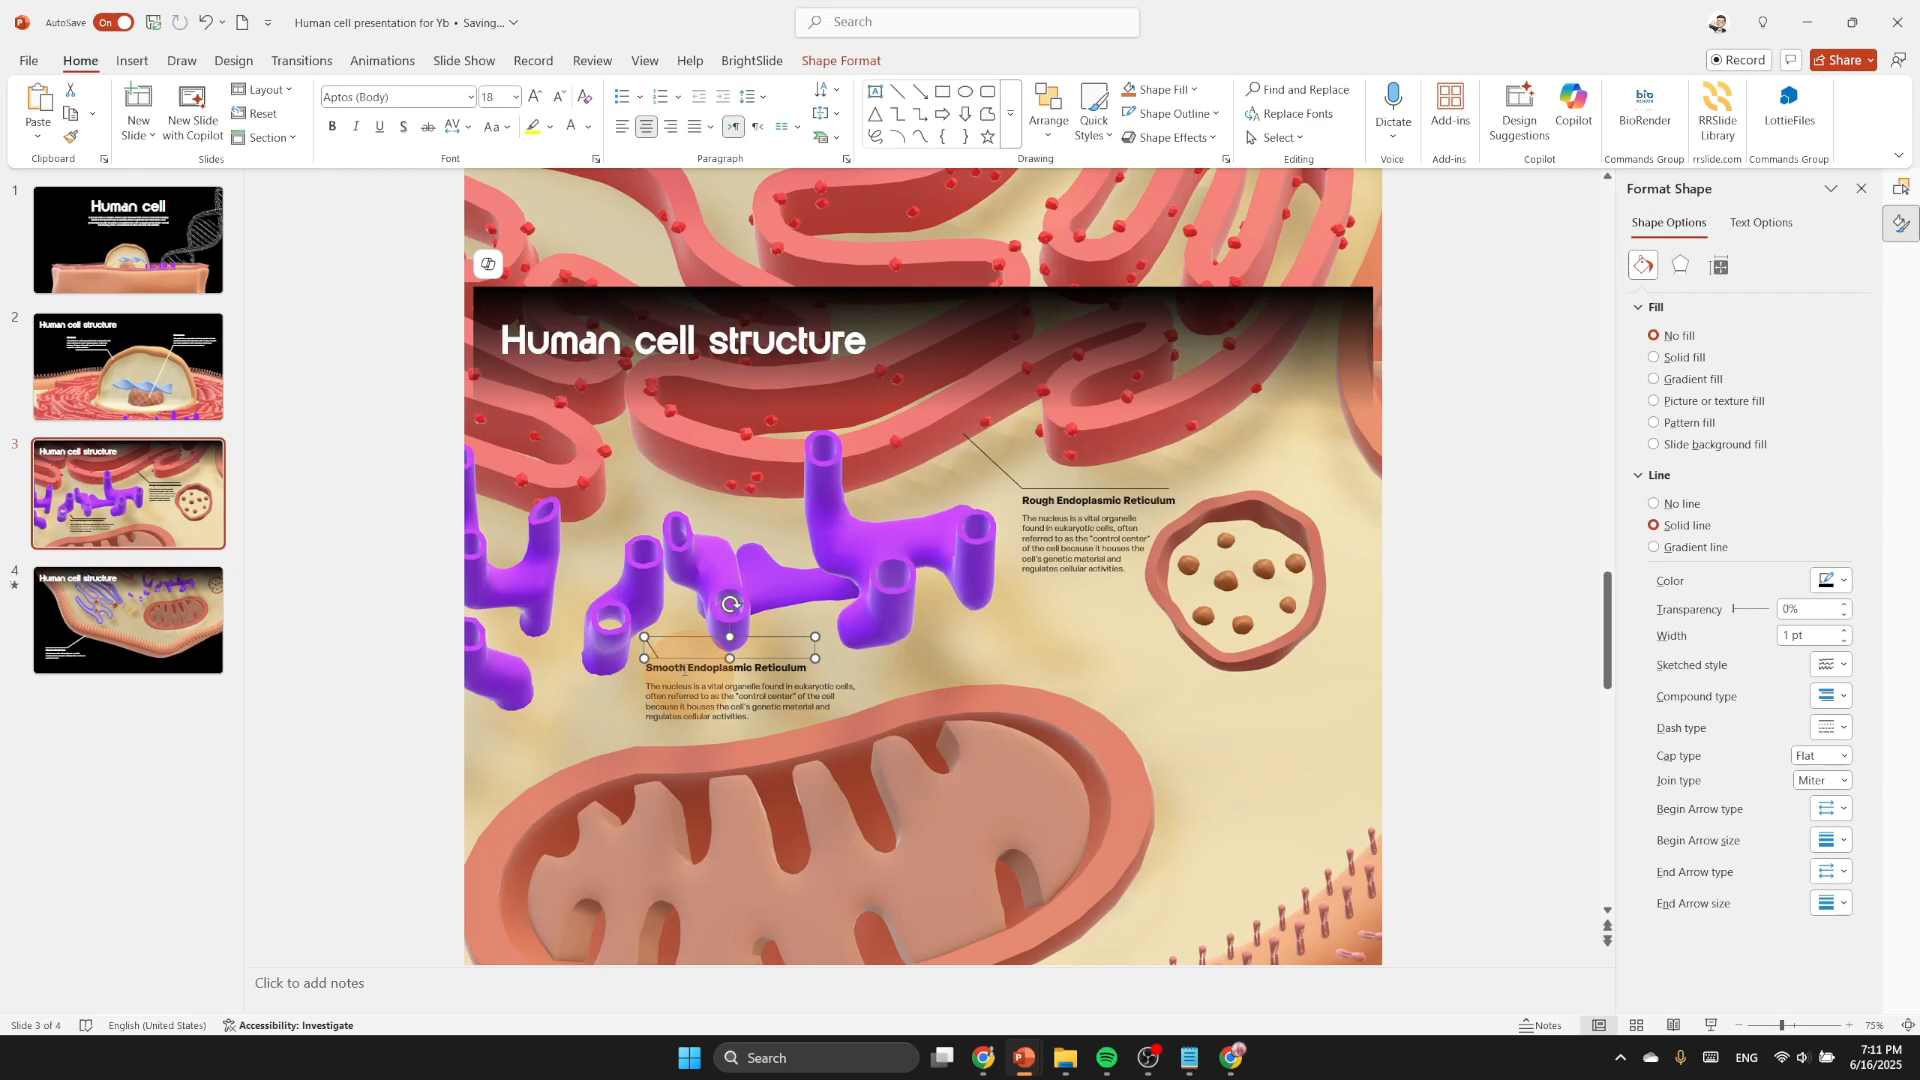 AutoSave On Human cell presentation for Yb • Saving... Search
File Home Insert Draw Design Transitions Animations Slide Show Record Review View Help BrightSlide Shape Format Record Share
Paste
New Slide
New Slide with Copilot
Layout
Reset
Section
Aptos (Body) 18
B I U S ab AV Aa A
Arrange
Quick Styles
Shape Fill
Shape Outline
Shape Effects
Find and Replace
Replace Fonts
Select
Dictate
Add-ins
Design Suggestions
Copilot
BioRender
RRSlide Library
LottieFiles
Clipboard Slides Font Paragraph Drawing Editing Voice Add-ins Copilot Commands Group rrslide.com Commands Group
1
Human cell
2
Human cell structure
3
Human cell structure
4
Human cell structure
Human cell structure
Rough Endoplasmic Reticulum
The nucleus is a vital organelle
found in eukaryotic cells, often
referred to as the "control center"
of the cell because it houses the
cell's genetic material and
regulates cellular activities.
Smooth Endoplasmic Reticulum
The nucleus is a vital organelle found in eukaryotic cells,
often referred to as the "control center" of the cell
because it houses the cell's genetic material and
regulates cellular activities.
Format Shape
Shape Options Text Options
Fill
No fill
Solid fill
Gradient fill
Picture or texture fill
Pattern fill
Slide background fill
Line
No line
Solid line
Gradient line
Color
Transparency 0%
Width 1 pt
Sketched style
Compound type
Dash type
Cap type Flat
Join type Miter
Begin Arrow type
Begin Arrow size
End Arrow type
End Arrow size
Click to add notes
Slide 3 of 4 English (United States) Accessibility: Investigate Notes 75%
Search ENG 7:11 PM
6/16/2025